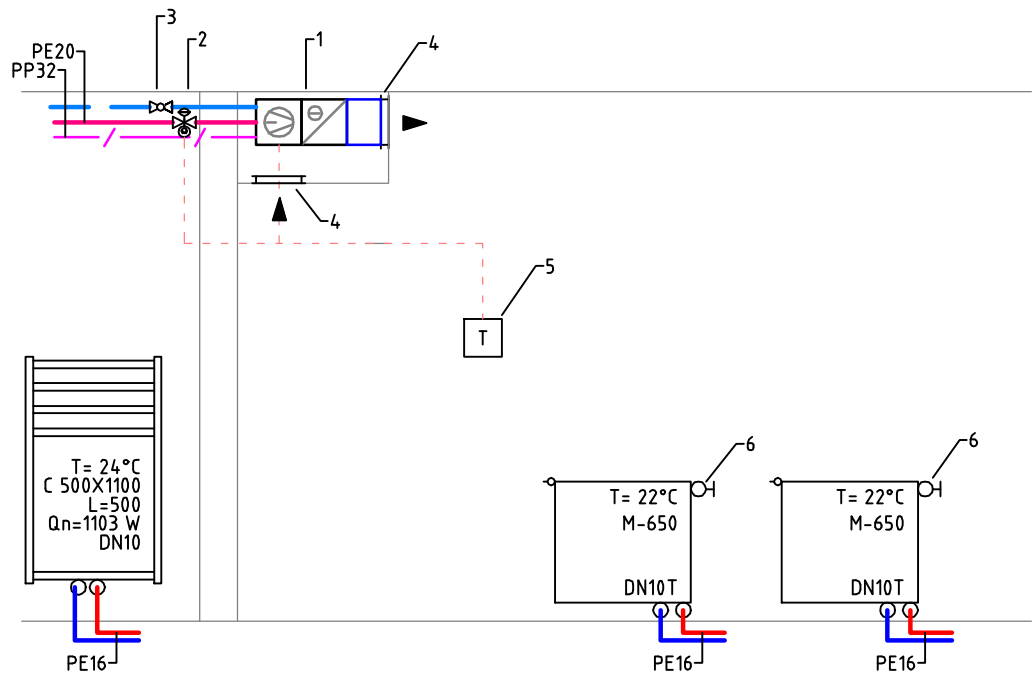 3
2
1
4
PE20
PP32
4
5
T
6
6
T= 24°C
C 500X1100
L=500
Qn=1103 W
DN10
T= 22°C
M-650
DN10T
T= 22°C
M-650
DN10T
PE16
PE16
PE16